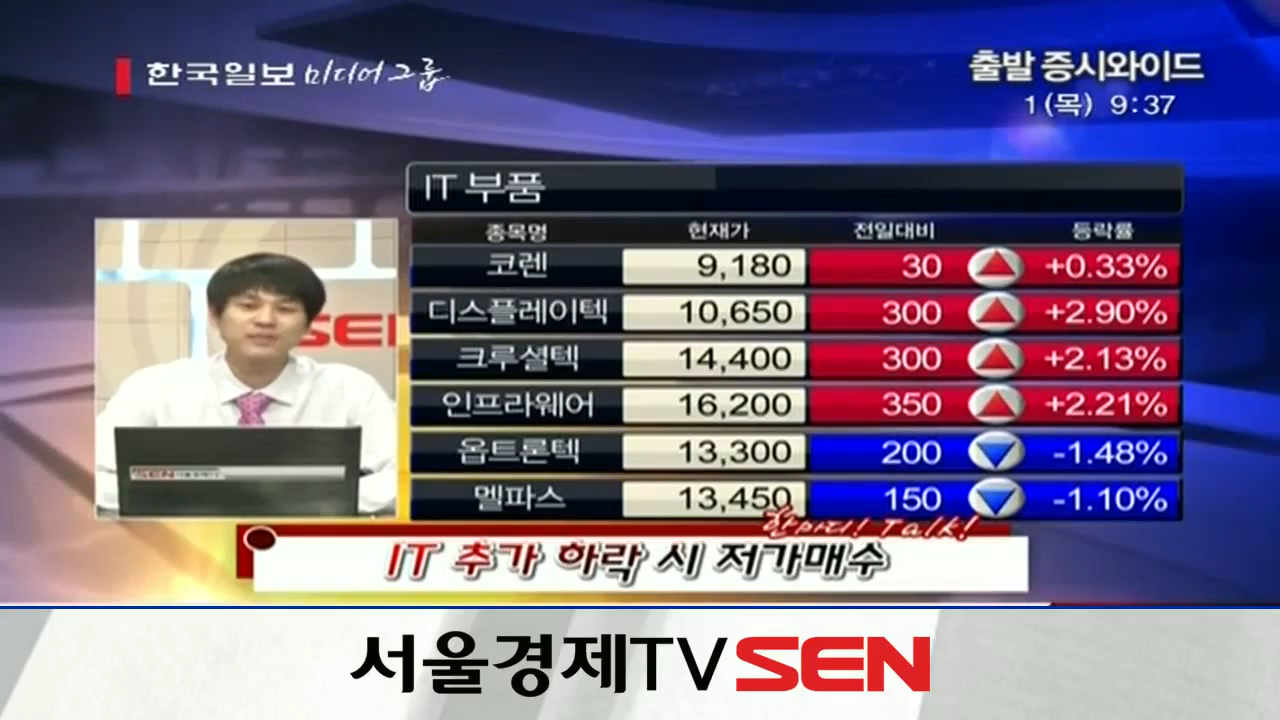 한국일보 미디어그룹
출발 증시와이드
1(목) 9:37
IT 부품
종목명 현재가 전일대비 등락률
코렌 9,180 30 +0.33%
디스플레이텍 10,650 300 +2.90%
크루셜텍 14,400 300 +2.13%
인프라웨어 16,200 350 +2.21%
옵트론텍 13,300 200 -1.48%
멜파스 13,450 150 -1.10%
SEN
SEN
한마디! Talk!
IT 추가 하락 시 저가매수
서울경제TV SEN